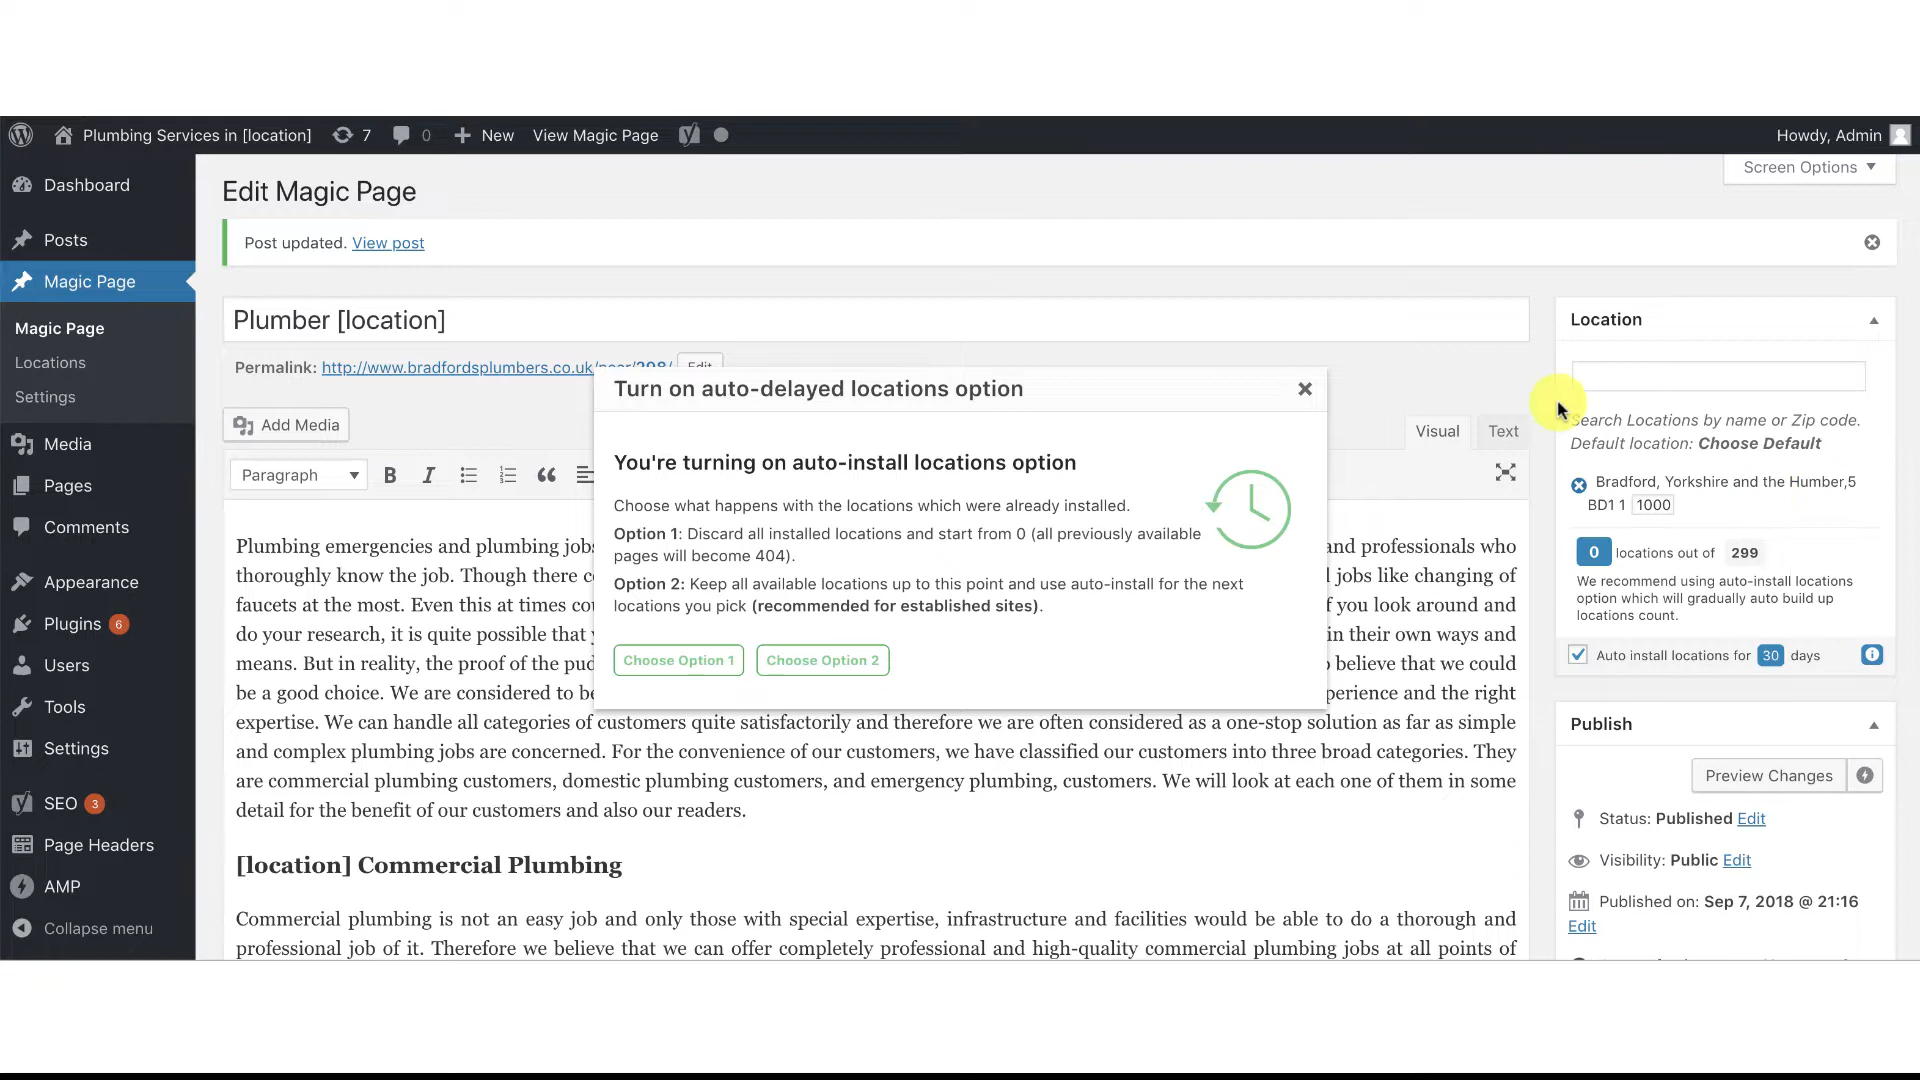 Plumbing Services in [location] 7 0 New View Magic Page Howdy, Admin
Screen Options
Dashboard
Posts
Magic Page
Magic Page
Locations
Settings
Media
Pages
Comments
Appearance
Plugins 6
Users
Tools
Settings
SEO 3
Page Headers
AMP
Collapse menu
Edit Magic Page
Post updated. View post
Plumber [location]
Permalink: http://www.bradfordsplumbers.co.uk/near/298/ Edit
Add Media
Visual Text
Paragraph B I
Plumbing emergencies and plumbing jobs
and professionals who
thoroughly know the job. Though there
jobs like changing of
faucets at the most. Even this at times
f you look around and
do your research, it is quite possible that
in their own ways and
means. But in reality, the proof of the
believe that we could
be a good choice. We are considered to be
perience and the right
expertise. We can handle all categories of customers quite satisfactorily and therefore we are often considered as a one-stop solution as far as simple
and complex plumbing jobs are concerned. For the convenience of our customers, we have classified our customers into three broad categories. They
are commercial plumbing customers, domestic plumbing customers, and emergency plumbing, customers. We will look at each one of them in some
detail for the benefit of our customers and also our readers.
[location] Commercial Plumbing
Commercial plumbing is not an easy job and only those with special expertise, infrastructure and facilities would be able to do a thorough and
professional job of it. Therefore we believe that we can offer completely professional and high-quality commercial plumbing jobs at all points of
Turn on auto-delayed locations option
You're turning on auto-install locations option
Choose what happens with the locations which were already installed.
Option 1: Discard all installed locations and start from 0 (all previously available
pages will become 404).
Option 2: Keep all available locations up to this point and use auto-install for the next
locations you pick (recommended for established sites).
Choose Option 1 Choose Option 2
Location
Search Locations by name or Zip code.
Default location: Choose Default
Bradford, Yorkshire and the Humber,5
BD1 1 1000
0 locations out of 299
We recommend using auto-install locations
option which will gradually auto build up
locations count.
Auto install locations for 30 days
Publish
Preview Changes
Status: Published Edit
Visibility: Public Edit
Published on: Sep 7, 2018 @ 21:16
Edit